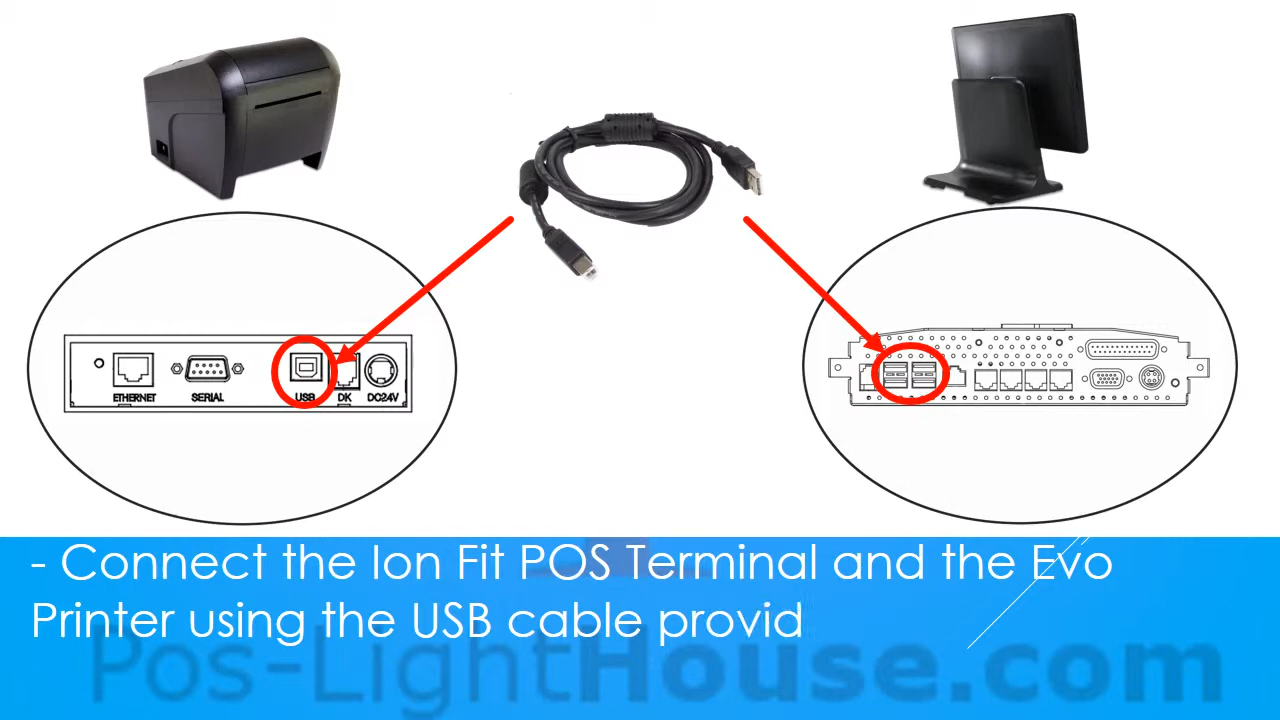 ETHERNET SERIAL USB DK DC24V
- Connect the Ion Fit POS Terminal and the Evo
Printer using the USB cable provid
Pos-LightHouse.com